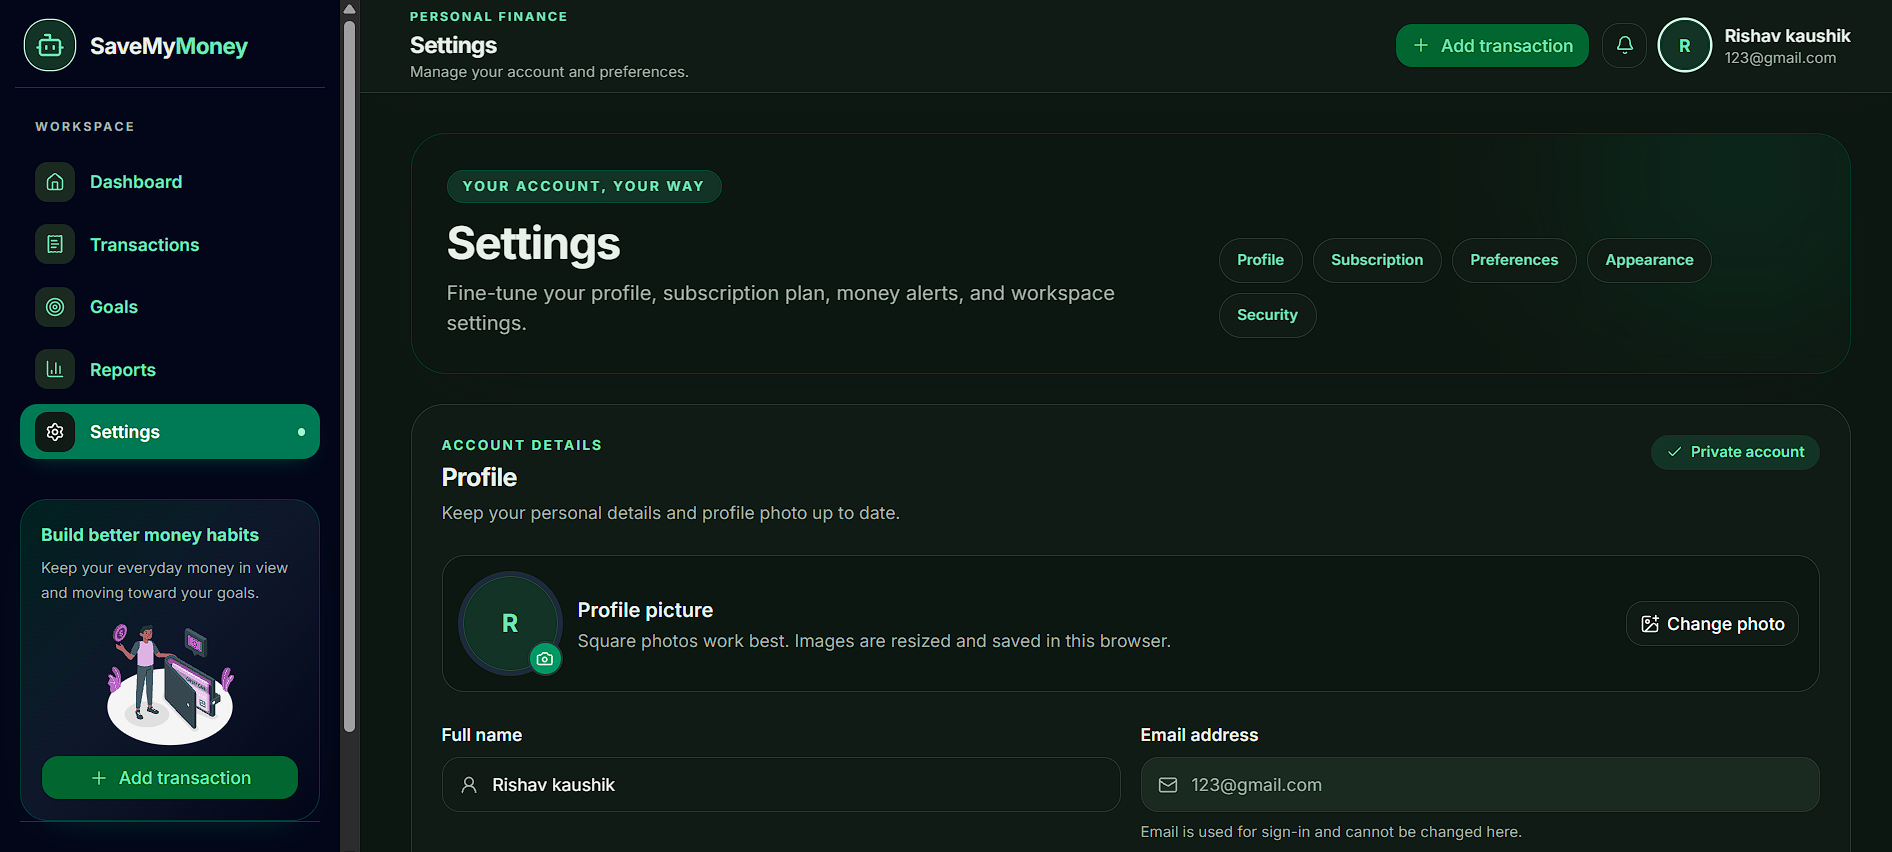 SaveMyMoney
WORKSPACE
Dashboard
Transactions
Goals
Reports
Settings
Build better money habits
Keep your everyday money in view
and moving toward your goals.
Add transaction
PERSONAL FINANCE
Settings
Manage your account and preferences.
Add transaction
R
Rishav kaushik
123@gmail.com
YOUR ACCOUNT, YOUR WAY
Settings
Fine-tune your profile, subscription plan, money alerts, and workspace
settings.
Profile
Subscription
Preferences
Appearance
Security
ACCOUNT DETAILS
Profile
Keep your personal details and profile photo up to date.
Private account
R
Profile picture
Square photos work best. Images are resized and saved in this browser.
Change photo
Full name
Rishav kaushik
Email address
123@gmail.com
Email is used for sign-in and cannot be changed here.